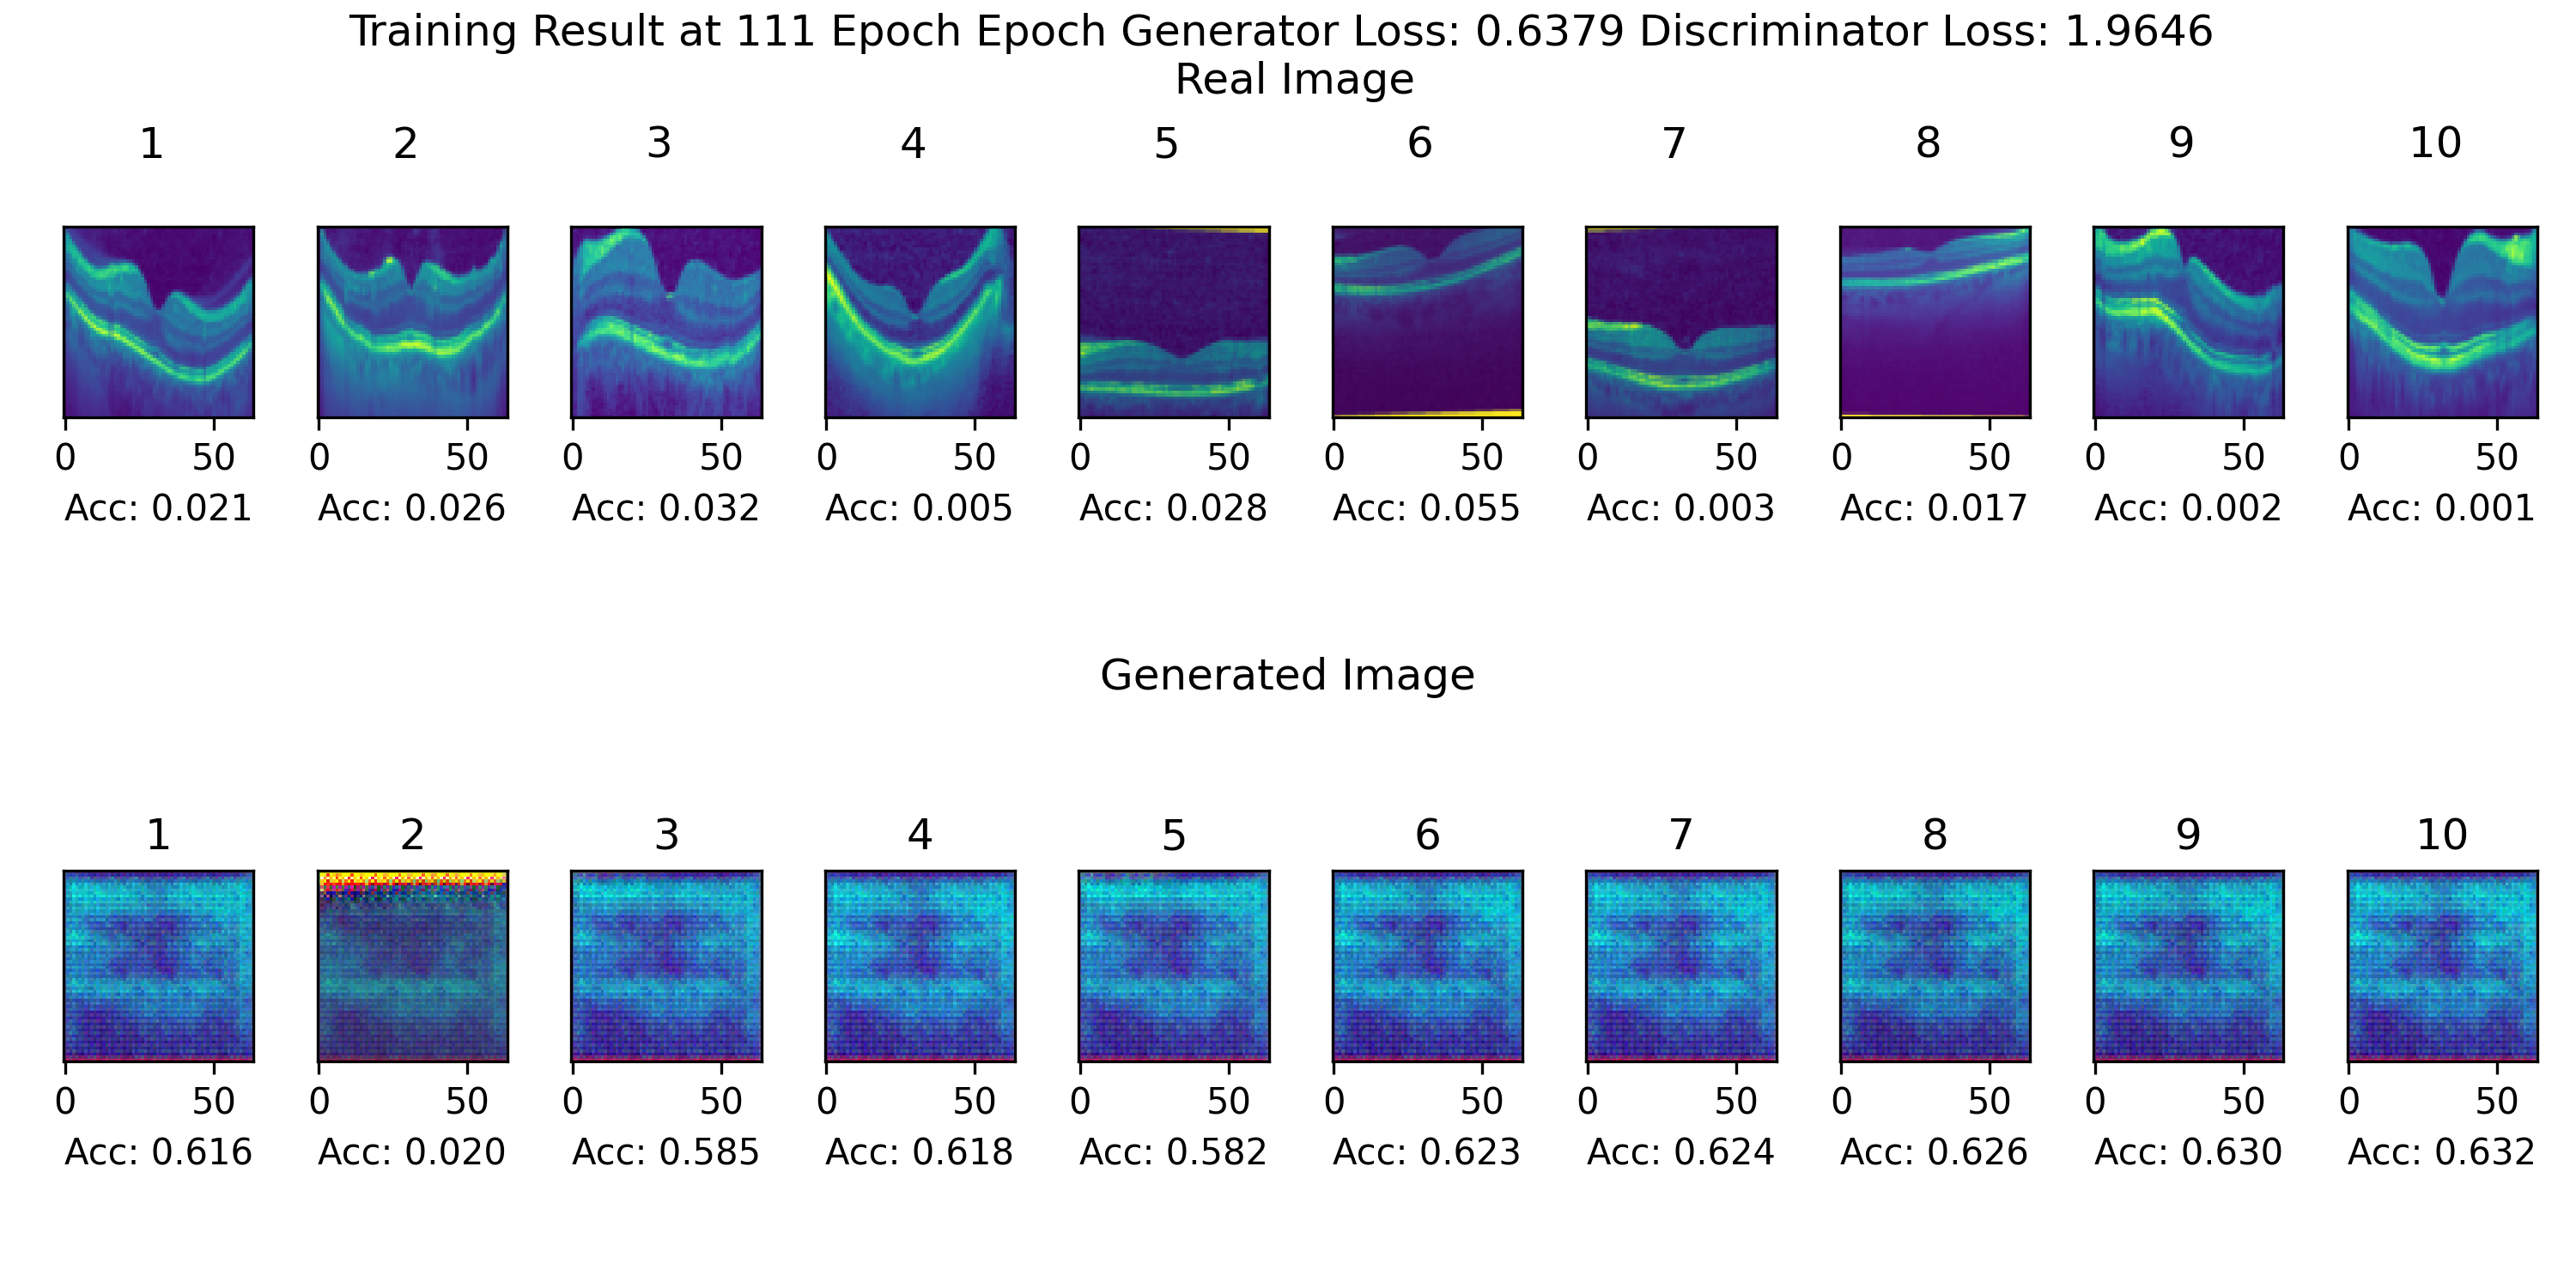 Training Result at 111 Epoch Epoch Generator Loss: 0.6379 Discriminator Loss: 1.9646
Real Image
1 2 3 4 5 6 7 8 9 10
0 50 0 50 0 50 0 50 0 50 0 50 0 50 0 50 0 50 0 50
Acc: 0.021 Acc: 0.026 Acc: 0.032 Acc: 0.005 Acc: 0.028 Acc: 0.055 Acc: 0.003 Acc: 0.017 Acc: 0.002 Acc: 0.001
Generated Image
1 2 3 4 5 6 7 8 9 10
0 50 0 50 0 50 0 50 0 50 0 50 0 50 0 50 0 50 0 50
Acc: 0.616 Acc: 0.020 Acc: 0.585 Acc: 0.618 Acc: 0.582 Acc: 0.623 Acc: 0.624 Acc: 0.626 Acc: 0.630 Acc: 0.632